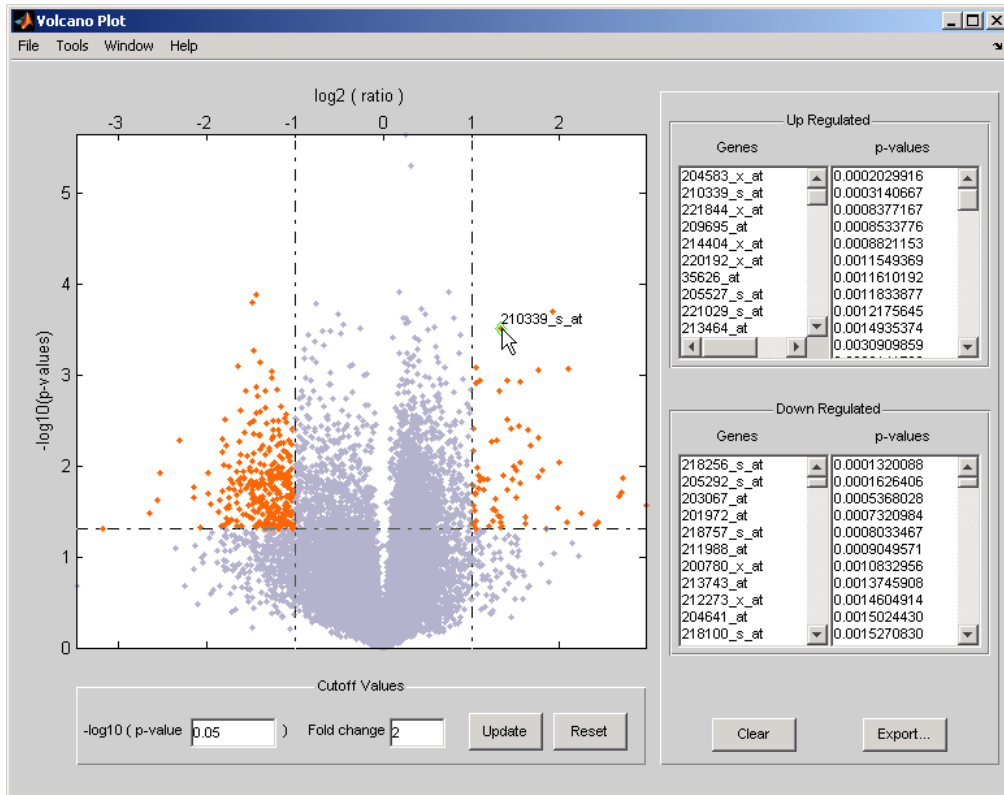 Volcano Plot
File Tools Window Help
log2 ( ratio )
-3 -2 -1 0 1 2
5
4
3
2
1
0
-log10(p-values)
210339_s_at
Cutoff Values
-log10 ( p-value 0.05 ) Fold change 2 Update Reset
Up Regulated
Genes p-values
204583_x_at 0.0002029916
210339_s_at 0.0003140667
221844_x_at 0.0008377167
209695_at 0.0008533776
214404_x_at 0.0008821153
220192_x_at 0.0011549369
35626_at 0.0011610192
205527_s_at 0.0011833877
221029_s_at 0.0012175645
213464_at 0.0014935374
0.0030909859
Down Regulated
Genes p-values
218256_s_at 0.0001320088
205292_s_at 0.0001626406
203067_at 0.0005368028
201972_at 0.0007320984
218757_s_at 0.0008033467
211988_at 0.0009049571
200780_x_at 0.0010832956
213743_at 0.0013745908
212273_x_at 0.0014604914
204641_at 0.0015024430
218100_s_at 0.0015270830
Clear Export...